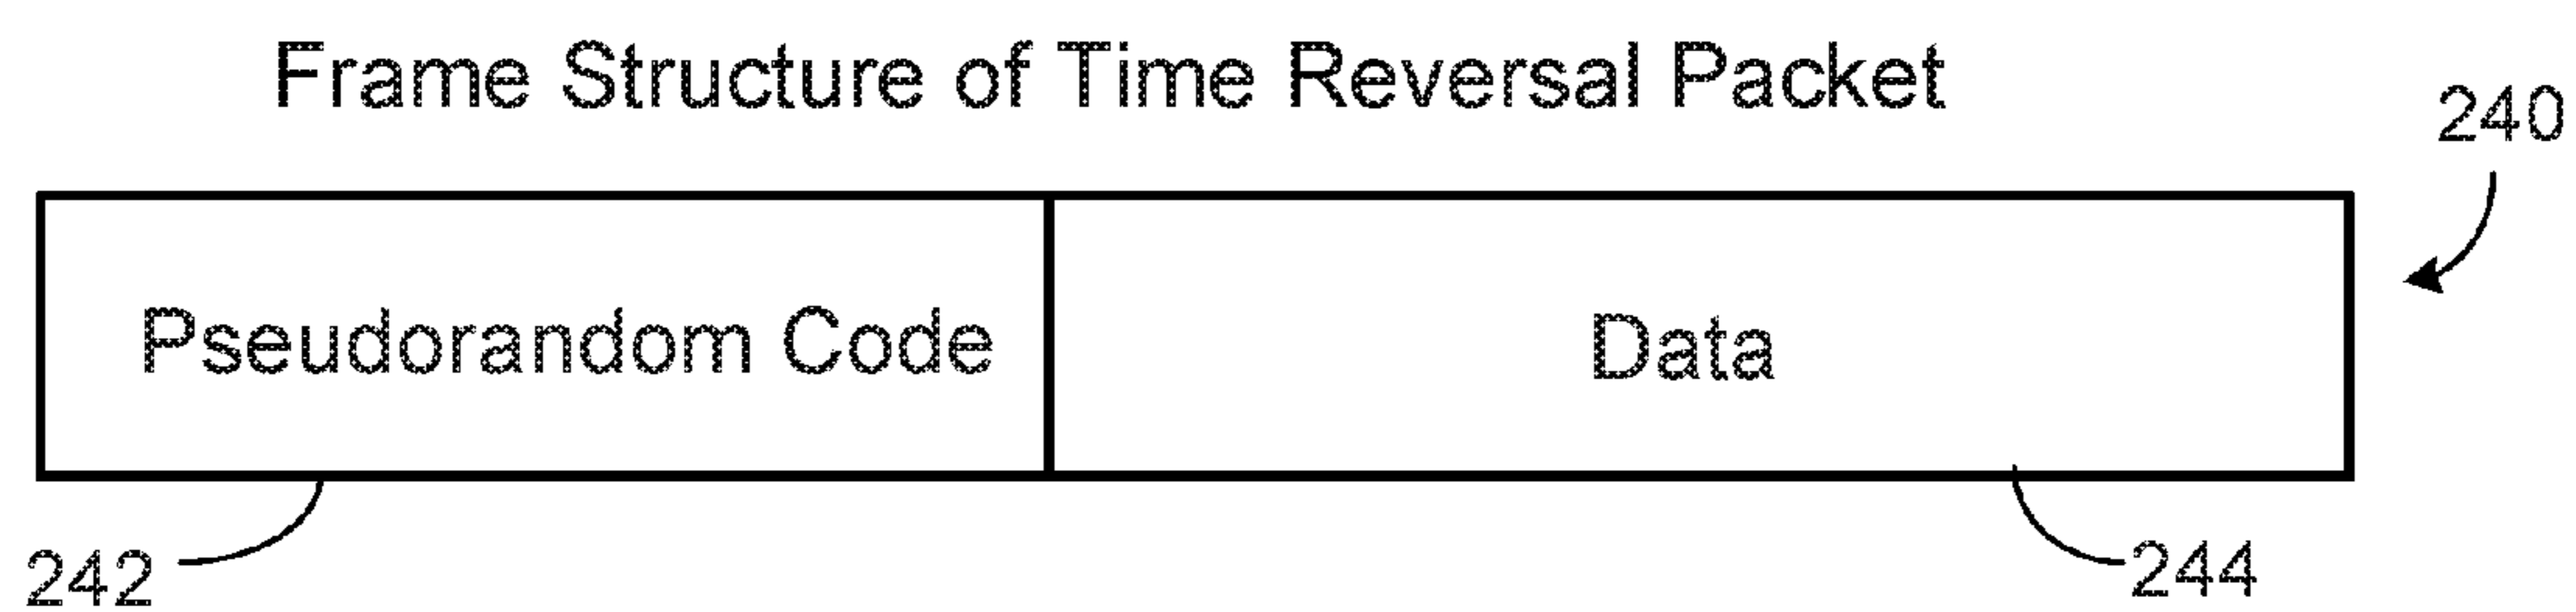 Frame Structure of Time Reversal Packet
240
Pseudorandom Code
Data
242
244